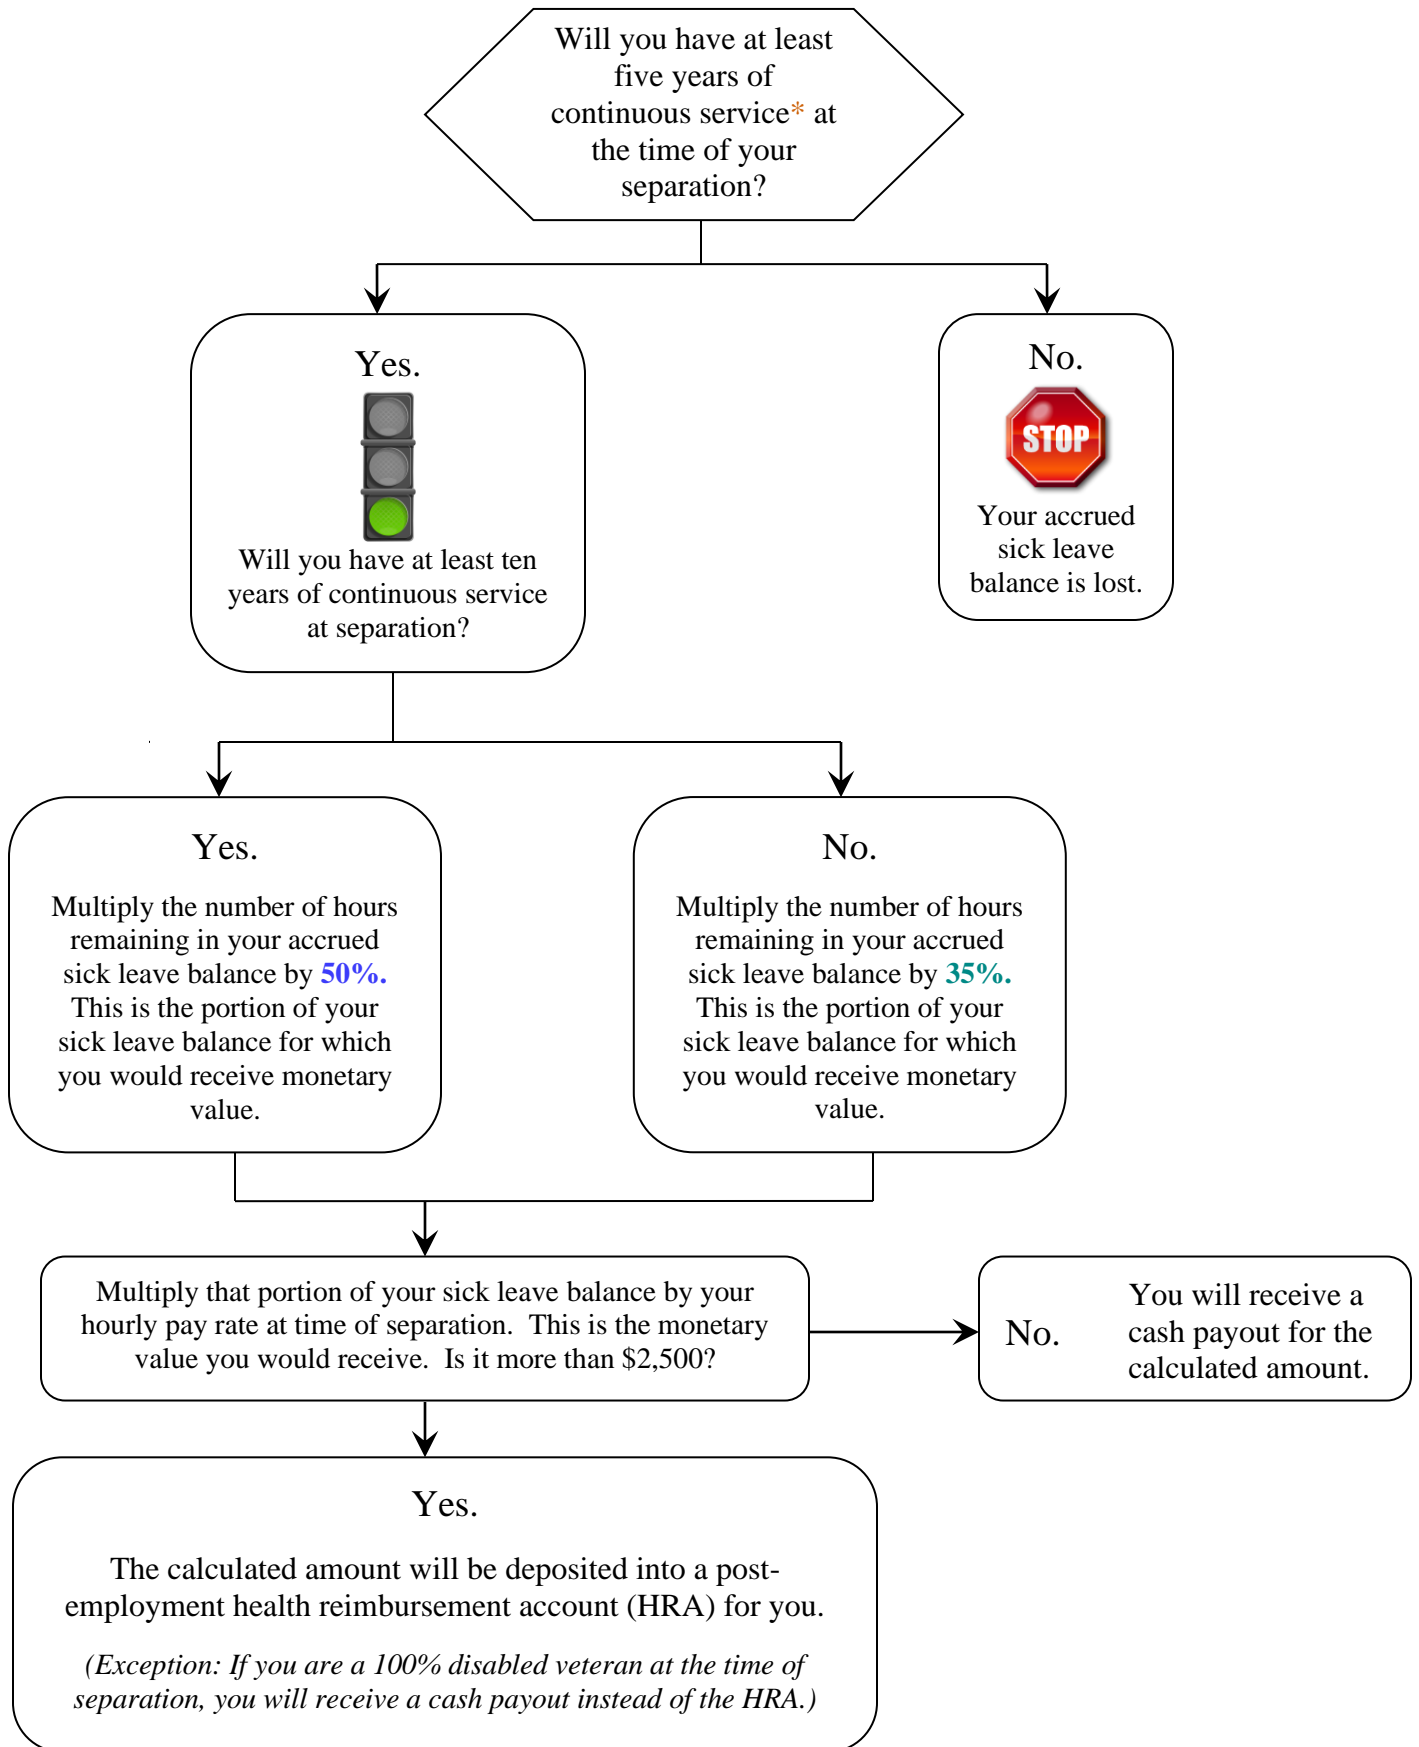 Will you have at least
five years of
continuous service* at
the time of your
separation?
Yes.
Will you have at least ten
years of continuous service
at separation?
No.
STOP
Your accrued
sick leave
balance is lost.
Yes.
Multiply the number of hours
remaining in your accrued
sick leave balance by 50%.
This is the portion of your
sick leave balance for which
you would receive monetary
value.
No.
Multiply the number of hours
remaining in your accrued
sick leave balance by 35%.
This is the portion of your
sick leave balance for which
you would receive monetary
value.
Multiply that portion of your sick leave balance by your
hourly pay rate at time of separation.  This is the monetary
value you would receive.  Is it more than $2,500?
No.
You will receive a
cash payout for the
calculated amount.
Yes.
The calculated amount will be deposited into a post-
employment health reimbursement account (HRA) for you.
(Exception: If you are a 100% disabled veteran at the time of
separation, you will receive a cash payout instead of the HRA.)